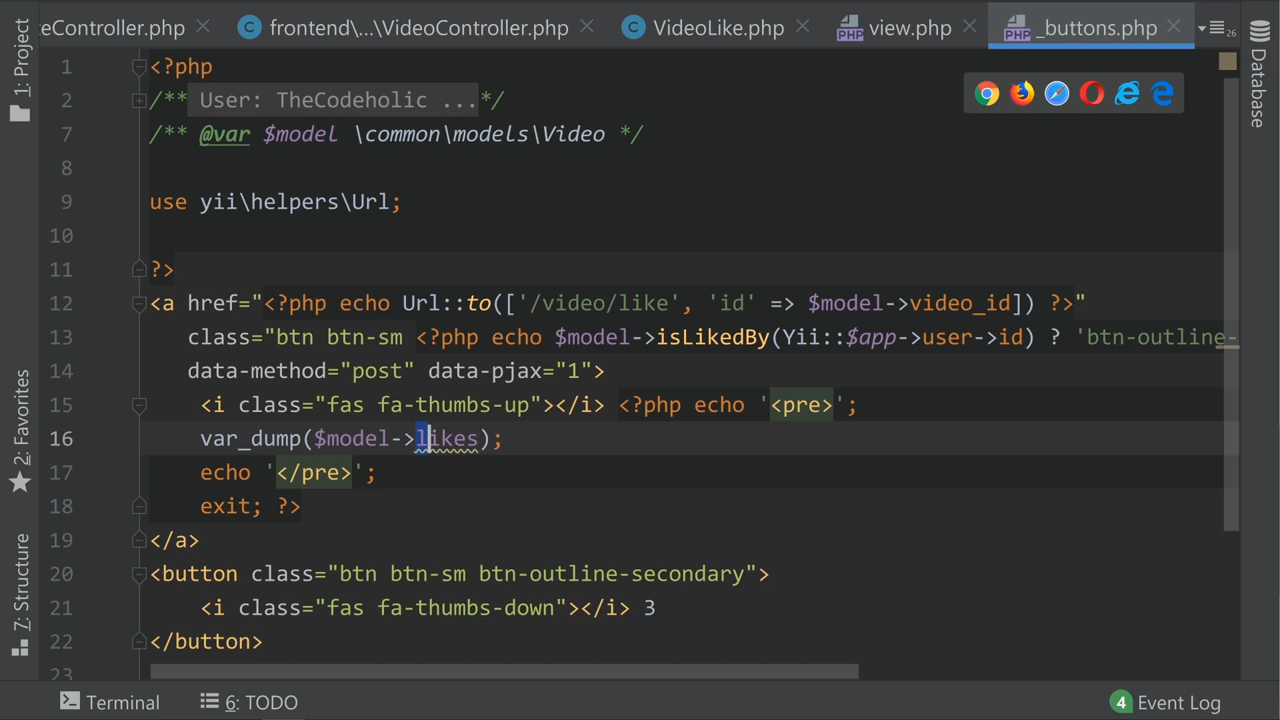 eController.php frontend\...\VideoController.php VideoLike.php view.php _buttons.php 26
1: Project
2: Favorites
7: Structure
Database
1 <?php
2 /** User: TheCodeholic ...*/
7 /** @var $model \common\models\Video */
8
9 use yii\helpers\Url;
10
11 ?>
12 <a href="<?php echo Url::to(['/video/like', 'id' => $model->video_id]) ?>"
13 class="btn btn-sm <?php echo $model->isLikedBy(Yii::$app->user->id) ? 'btn-outline-
14 data-method="post" data-pjax="1">
15 <i class="fas fa-thumbs-up"></i> <?php echo '<pre>';
16 var_dump($model->likes);
17 echo '</pre>';
18 exit; ?>
19 </a>
20 <button class="btn btn-sm btn-outline-secondary">
21 <i class="fas fa-thumbs-down"></i> 3
22 </button>
23
Terminal 6: TODO 4 Event Log